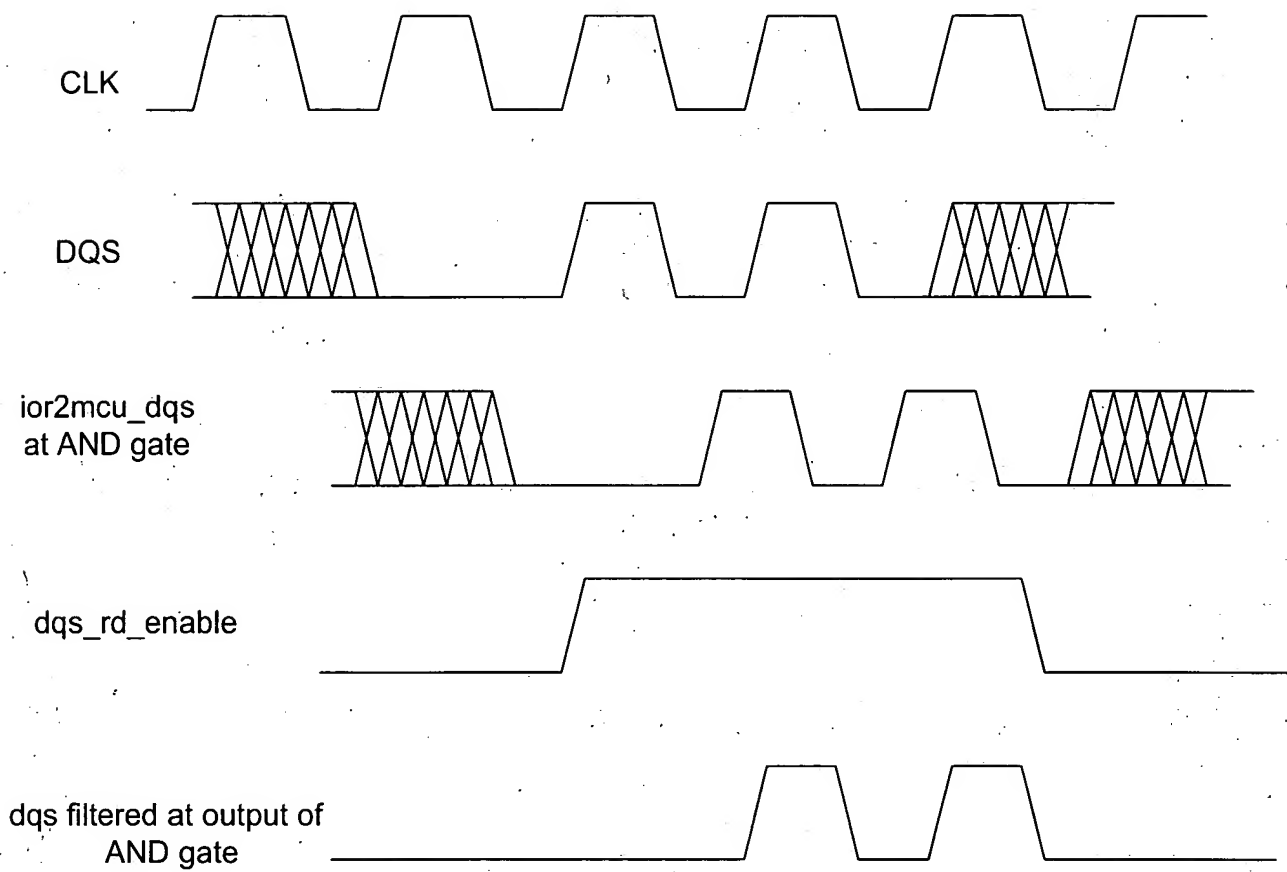 CLK
DQS
ior2mcu_dqs
at AND gate
dqs_rd_enable
dqs filtered at output of
AND gate